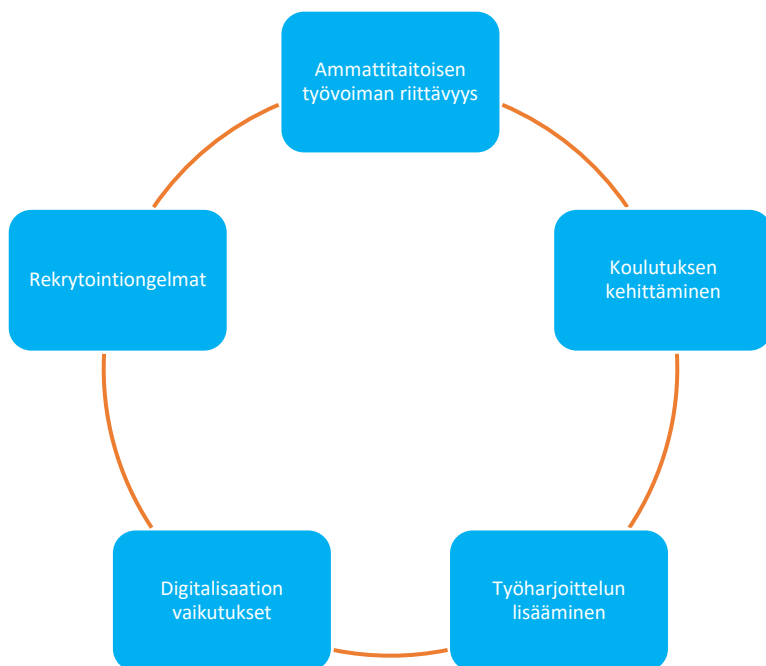 Ammattitaitoisen
työvoiman riittävyys
Koulutuksen
kehittäminen
Työharjoittelun
lisääminen
Digitalisaation
vaikutukset
Rekrytointiongelmat